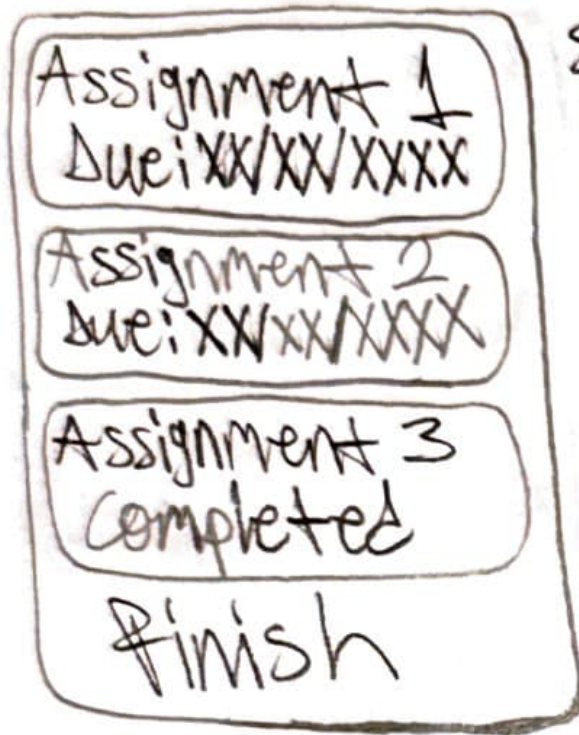 Assignment 1
Due: XX/XX/XXXX
Assignment 2
Due: XX/XX/XXXX
Assignment 3
Completed
Finish